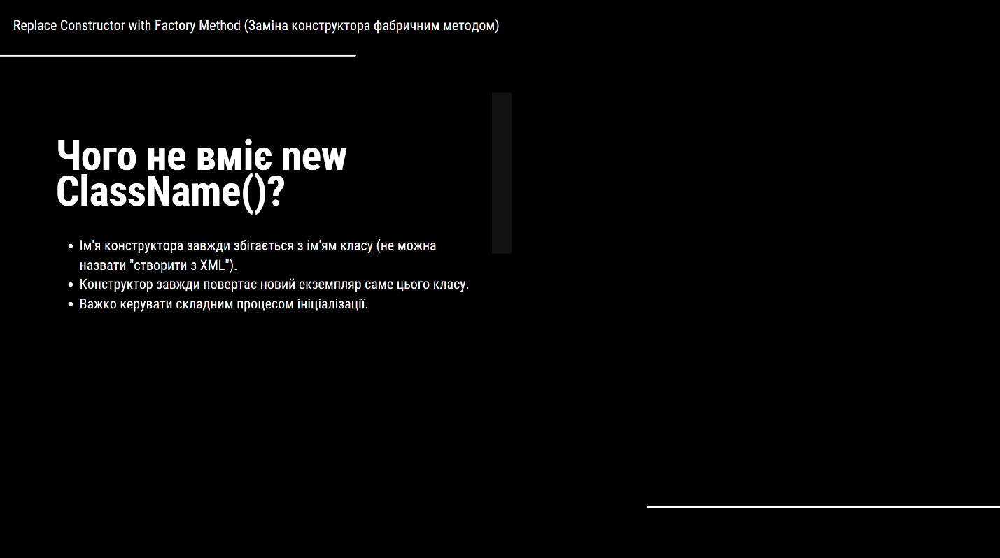 Replace Constructor with Factory Method (Заміна конструктора фабричним методом)
Чого не вміє new
ClassName()?
• Ім'я конструктора завжди збігається з ім'ям класу (не можна
назвати "створити з XML").
• Конструктор завжди повертає новий екземпляр саме цього класу.
• Важко керувати складним процесом ініціалізації.